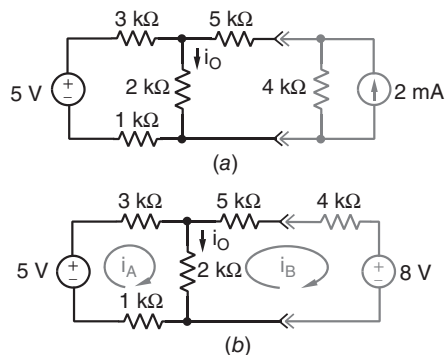 3 kΩ 5 kΩ
i_O
5 V + − 2 kΩ 4 kΩ 2 mA
1 kΩ
(a)
3 kΩ 5 kΩ 4 kΩ
i_O
5 V + − i_A 2 kΩ i_B + − 8 V
1 kΩ
(b)